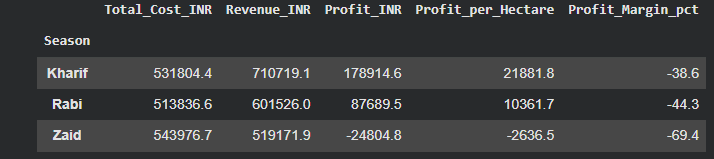 Total_Cost_INR Revenue_INR Profit_INR Profit_per_Hectare Profit_Margin_pct
Season
Kharif 531804.4 710719.1 178914.6 21881.8 -38.6
Rabi 513836.6 601526.0 87689.5 10361.7 -44.3
Zaid 543976.7 519171.9 -24804.8 -2636.5 -69.4